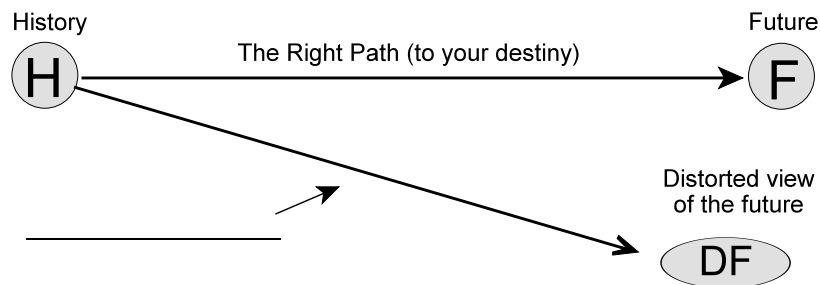 History
Future
The Right Path (to your destiny)
H
F
Distorted view
of the future
DF